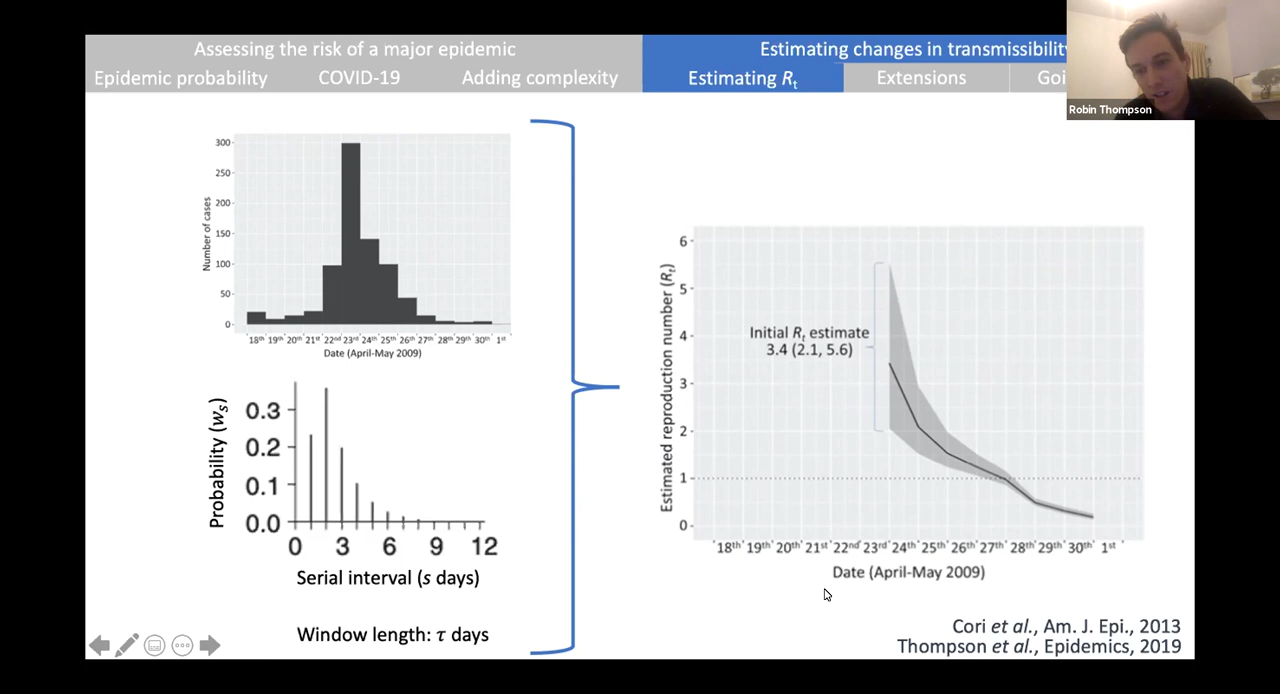 Assessing the risk of a major epidemic
Estimating changes in transmissibility
Epidemic probability
COVID-19
Adding complexity
Estimating Rt
Extensions
Robin Thompson
Number of cases
300
250
200
150
100
50
0
18th 19th 20th 21st 22nd 23rd 24th 25th 26th 27th 28th 29th 30th 1st
Date (April-May 2009)
Probability (ws)
0.3
0.2
0.1
0.0
0 3 6 9 12
Serial interval (s days)
Window length: τ days
Estimated reproduction number (Rt)
6
5
4
3
2
1
0
Initial Rt estimate
3.4 (2.1, 5.6)
18th 19th 20th 21st 22nd 23rd 24th 25th 26th 27th 28th 29th 30th 1st
Date (April-May 2009)
Cori et al., Am. J. Epi., 2013
Thompson et al., Epidemics, 2019